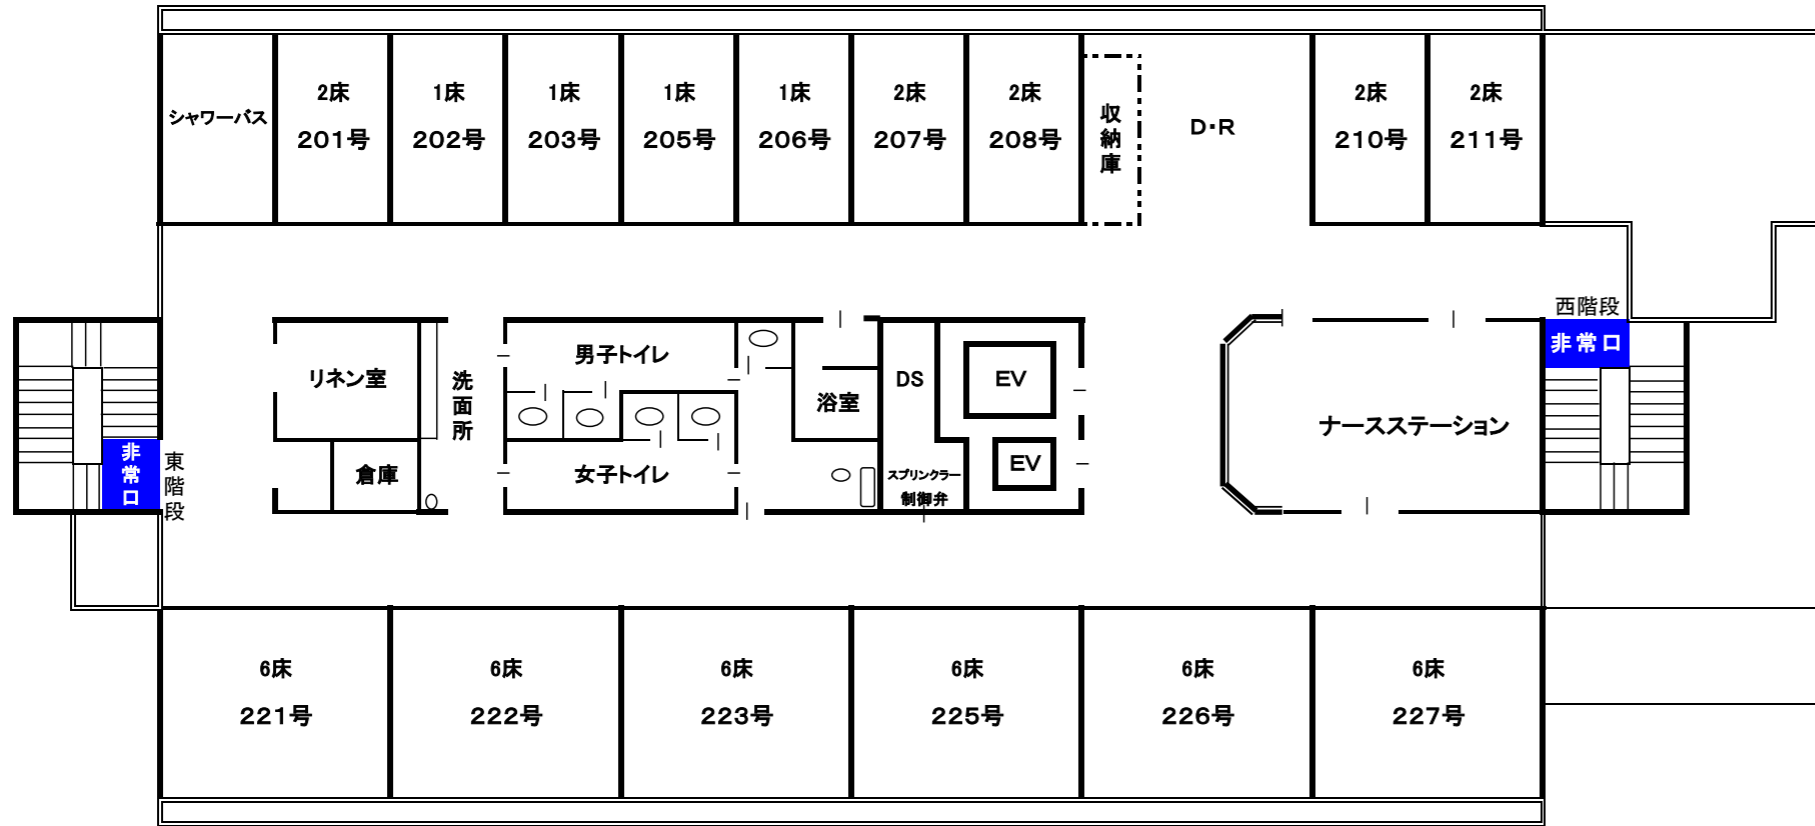 シャワーバス
2床
201号
1床
202号
1床
203号
1床
205号
1床
206号
2床
207号
2床
208号
収納庫
D・R
2床
210号
2床
211号
西階段
非常口
リネン室
洗面所
男子トイレ
浴室
DS
EV
ナースステーション
非常口
東階段
倉庫
女子トイレ
スプリンクラー
制御弁
EV
6床
221号
6床
222号
6床
223号
6床
225号
6床
226号
6床
227号